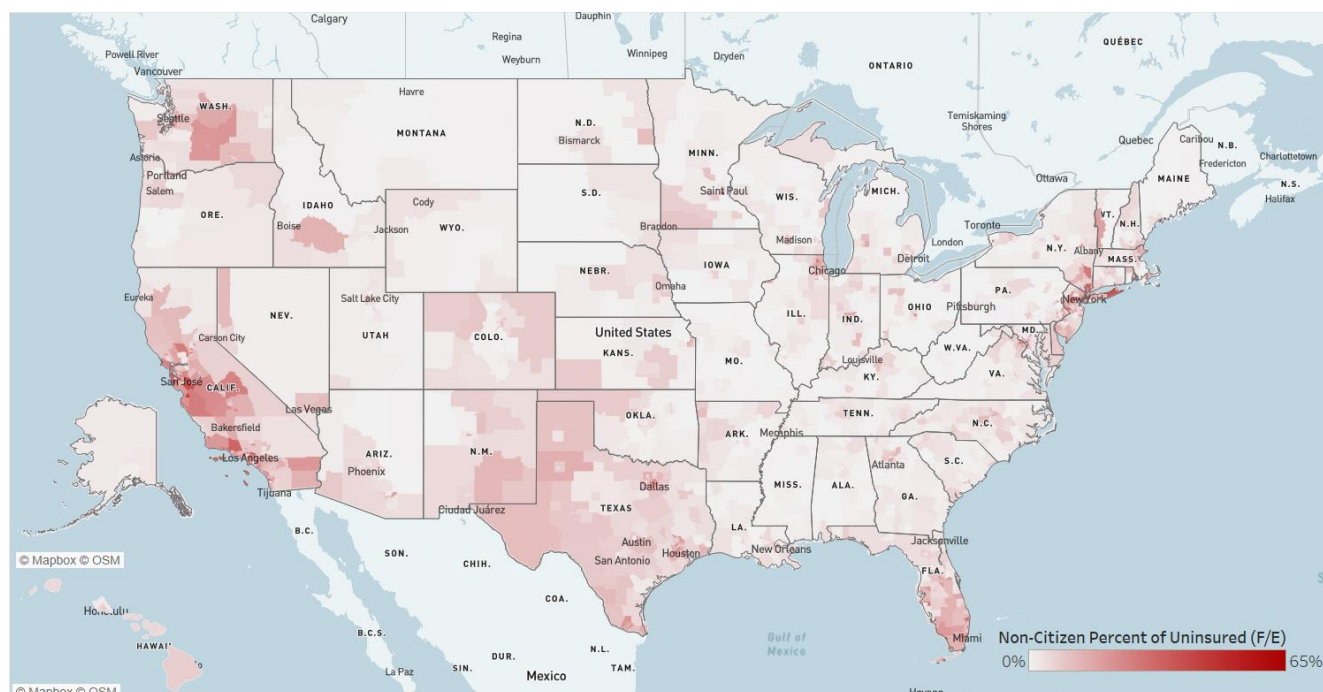 Calgary
Dauphin
Powell River
Vancouver
Regina
Weyburn
Winnipeg
Dryden
ONTARIO
QUÉBEC
Temiskaming
Shores
WASH.
Seattle
Havre
MONTANA
N.D.
Bismarck
MINN.
Quebec
Caribou
N.B.
Fredericton
Charlottetown
Astoria
Portland
Salem
Saint Paul
WIS.
MICH.
Ottawa
MAINE
N.S.
Halifax
ORE.
IDAHO
Boise
Cody
Jackson
WYO.
S.D.
Brandon
Madison
Toronto
London
VT.
N.H.
N.Y.
Albany
MASS.
Detroit
Chicago
IOWA
Eureka
NEV.
Salt Lake City
UTAH
NEBR.
Omaha
PA.
Pittsburgh
New York
OHIO
Carson City
United States
COLO.
KANS.
ILL.
IND.
MD.
San José
CALIF.
MO.
Louisville
KY.
W.VA.
VA.
Las Vegas
Bakersfield
Los Angeles
OKLA.
ARK.
Memphis
TENN.
N.C.
ARIZ.
Phoenix
N.M.
Tijuana
Dallas
MISS.
ALA.
Atlanta
GA.
S.C.
Ciudad Juárez
TEXAS
B.C.
SON.
CHIH.
Austin
San Antonio
Houston
LA.
New Orleans
Jacksonville
© Mapbox © OSM
COA.
FLA.
Honolulu
HAWAI'
B.C.S.
La Paz
SIN.
DUR.
Mexico
N.L.
TAM.
Gulf of
Mexico
Miami
Non-Citizen Percent of Uninsured (F/E)
0% 65%
© Mapbox © OSM